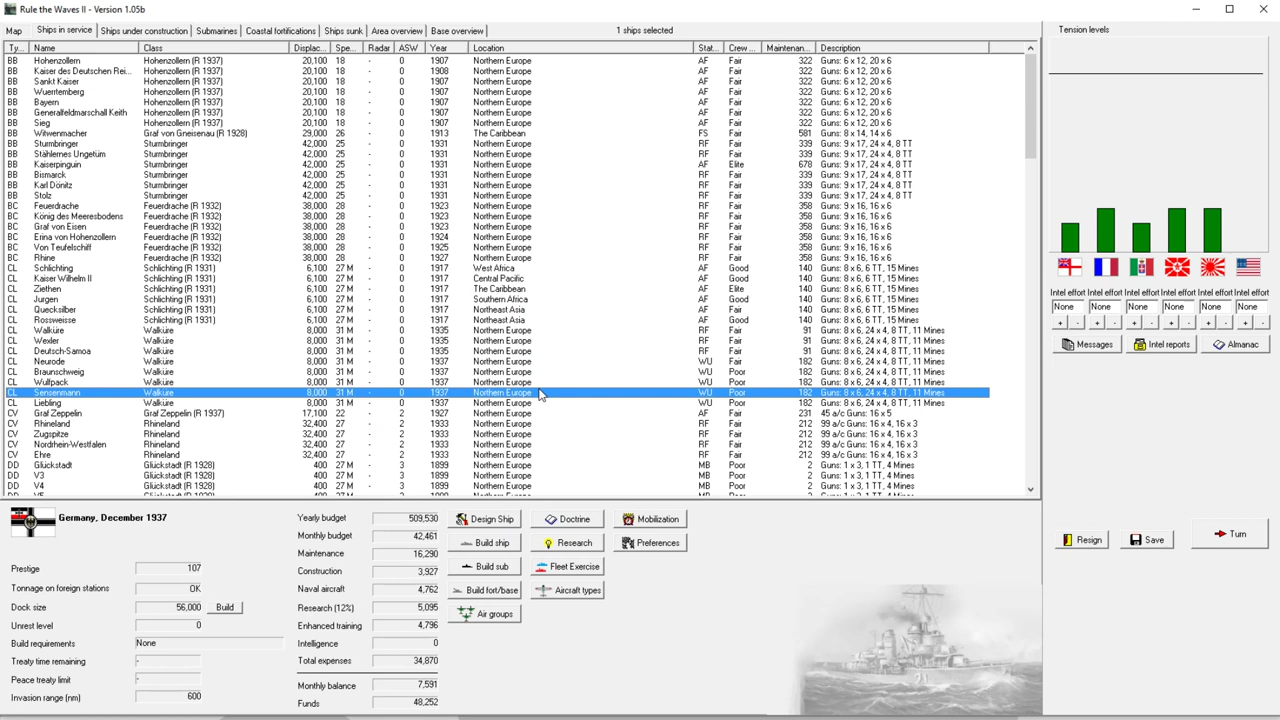 Rule the Waves II - Version 1.05b
Map Ships in service Ships under construction Submarines Coastal fortifications Ships sunk Area overview Base overview 1 ships selected
Ty... Name Class Displac... Spe... Radar ASW Year Location Stat... Crew ... Maintenan... Description
BB Hohenzollern Hohenzollern (R 1937) 20,100 18 - 0 1907 Northern Europe AF Fair 322 Guns: 6 x 12, 20 x 6
BB Kaiser des Deutschen Rei... Hohenzollern (R 1937) 20,100 18 - 0 1908 Northern Europe AF Fair 322 Guns: 6 x 12, 20 x 6
BB Sankt Kaiser Hohenzollern (R 1937) 20,100 18 - 0 1907 Northern Europe AF Fair 322 Guns: 6 x 12, 20 x 6
BB Wuerttemberg Hohenzollern (R 1937) 20,100 18 - 0 1907 Northern Europe AF Fair 322 Guns: 6 x 12, 20 x 6
BB Bayern Hohenzollern (R 1937) 20,100 18 - 0 1907 Northern Europe AF Fair 322 Guns: 6 x 12, 20 x 6
BB Generalfeldmarschall Keith Hohenzollern (R 1937) 20,100 18 - 0 1907 Northern Europe AF Fair 322 Guns: 6 x 12, 20 x 6
BB Sieg Hohenzollern (R 1937) 20,100 18 - 0 1907 Northern Europe AF Fair 322 Guns: 6 x 12, 20 x 6
BB Witwenmacher Graf von Gneisenau (R 1928) 29,000 26 - 0 1913 The Caribbean FS Fair 581 Guns: 8 x 14, 14 x 6
BB Sturmbringer Sturmbringer 42,000 25 - 0 1931 Northern Europe RF Fair 339 Guns: 9 x 17, 24 x 4, 8 TT
BB Stählernes Ungetüm Sturmbringer 42,000 25 - 0 1931 Northern Europe RF Fair 339 Guns: 9 x 17, 24 x 4, 8 TT
BB Kaiserpinguin Sturmbringer 42,000 25 - 0 1931 Northern Europe AF Elite 678 Guns: 9 x 17, 24 x 4, 8 TT
BB Bismarck Sturmbringer 42,000 25 - 0 1931 Northern Europe RF Fair 339 Guns: 9 x 17, 24 x 4, 8 TT
BB Karl Dönitz Sturmbringer 42,000 25 - 0 1931 Northern Europe RF Fair 339 Guns: 9 x 17, 24 x 4, 8 TT
BB Stolz Sturmbringer 42,000 25 - 0 1931 Northern Europe RF Fair 339 Guns: 9 x 17, 24 x 4, 8 TT
BC Feuerdrache Feuerdrache (R 1932) 38,000 28 - 0 1923 Northern Europe RF Fair 358 Guns: 9 x 16, 16 x 6
BC König des Meeresbodens Feuerdrache (R 1932) 38,000 28 - 0 1923 Northern Europe RF Fair 358 Guns: 9 x 16, 16 x 6
BC Graf von Eisen Feuerdrache (R 1932) 38,000 28 - 0 1923 Northern Europe RF Fair 358 Guns: 9 x 16, 16 x 6
BC Erina von Hohenzollern Feuerdrache (R 1932) 38,000 28 - 0 1924 Northern Europe RF Fair 358 Guns: 9 x 16, 16 x 6
BC Von Teufelschiff Feuerdrache (R 1932) 38,000 28 - 0 1925 Northern Europe RF Fair 358 Guns: 9 x 16, 16 x 6
BC Rhine Feuerdrache (R 1932) 38,000 28 - 0 1927 Northern Europe RF Fair 358 Guns: 9 x 16, 16 x 6
CL Schlichting Schlichting (R 1931) 6,100 27 M - 0 1917 West Africa AF Good 140 Guns: 8 x 6, 6 TT, 15 Mines
CL Kaiser Wilhelm II Schlichting (R 1931) 6,100 27 M - 0 1917 Central Pacific AF Good 140 Guns: 8 x 6, 6 TT, 15 Mines
CL Ziethen Schlichting (R 1931) 6,100 27 M - 0 1917 The Caribbean AF Elite 140 Guns: 8 x 6, 6 TT, 15 Mines
CL Jurgen Schlichting (R 1931) 6,100 27 M - 0 1917 Southern Africa AF Good 140 Guns: 8 x 6, 6 TT, 15 Mines
CL Quecksilber Schlichting (R 1931) 6,100 27 M - 0 1917 Northeast Asia AF Fair 140 Guns: 8 x 6, 6 TT, 15 Mines
CL Rossweisse Schlichting (R 1931) 6,100 27 M - 0 1917 Northeast Asia AF Good 140 Guns: 8 x 6, 6 TT, 15 Mines
CL Walküre Walküre 8,000 31 M - 0 1935 Northern Europe RF Fair 91 Guns: 8 x 6, 24 x 4, 8 TT, 11 Mines
CL Wexler Walküre 8,000 31 M - 0 1935 Northern Europe RF Fair 91 Guns: 8 x 6, 24 x 4, 8 TT, 11 Mines
CL Deutsch-Samoa Walküre 8,000 31 M - 0 1935 Northern Europe RF Fair 91 Guns: 8 x 6, 24 x 4, 8 TT, 11 Mines
CL Neurode Walküre 8,000 31 M - 0 1937 Northern Europe WU Fair 182 Guns: 8 x 6, 24 x 4, 8 TT, 11 Mines
CL Braunschweig Walküre 8,000 31 M - 0 1937 Northern Europe WU Poor 182 Guns: 8 x 6, 24 x 4, 8 TT, 11 Mines
CL Wulfpack Walküre 8,000 31 M - 0 1937 Northern Europe WU Poor 182 Guns: 8 x 6, 24 x 4, 8 TT, 11 Mines
CL Sensenmann Walküre 8,000 31 M - 0 1937 Northern Europe WU Poor 182 Guns: 8 x 6, 24 x 4, 8 TT, 11 Mines
CL Liebling Walküre 8,000 31 M - 0 1937 Northern Europe WU Poor 182 Guns: 8 x 6, 24 x 4, 8 TT, 11 Mines
CV Graf Zeppelin Graf Zeppelin (R 1937) 17,100 22 - 2 1927 Northern Europe AF Fair 231 45 a/c Guns: 16 x 5
CV Rhineland Rhineland 32,400 27 - 2 1933 Northern Europe RF Fair 212 99 a/c Guns: 16 x 4, 16 x 3
CV Zugspitze Rhineland 32,400 27 - 2 1933 Northern Europe RF Fair 212 99 a/c Guns: 16 x 4, 16 x 3
CV Nordrhein-Westfalen Rhineland 32,400 27 - 2 1933 Northern Europe RF Fair 212 99 a/c Guns: 16 x 4, 16 x 3
CV Ehre Rhineland 32,400 27 - 2 1933 Northern Europe RF Fair 212 99 a/c Guns: 16 x 4, 16 x 3
DD Glückstadt Glückstadt (R 1928) 400 27 M - 3 1899 Northern Europe MB Poor 2 Guns: 1 x 3, 1 TT, 4 Mines
DD V3 Glückstadt (R 1928) 400 27 M - 3 1899 Northern Europe MB Poor 2 Guns: 1 x 3, 1 TT, 4 Mines
DD V4 Glückstadt (R 1928) 400 27 M - 3 1899 Northern Europe MB Poor 2 Guns: 1 x 3, 1 TT, 4 Mines
Tension levels
Intel effort Intel effort Intel effort Intel effort Intel effort Intel effort
None None None None None None
+ - + - + - + - + - + -
Messages Intel reports Almanac
Resign Save Turn
Germany, December 1937
Prestige 107
Tonnage on foreign stations OK
Dock size 56,000 Build
Unrest level 0
Build requirements None
Treaty time remaining -
Peace treaty limit -
Invasion range (nm) 600
Yearly budget 509,530
Monthly budget 42,461
Maintenance 16,290
Construction 3,927
Naval aircraft 4,762
Research (12%) 5,095
Enhanced training 4,796
Intelligence 0
Total expenses 34,870
Monthly balance 7,591
Funds 48,252
Design Ship Doctrine Mobilization
Build ship Research Preferences
Build sub Fleet Exercise
Build fort/base Aircraft types
Air groups